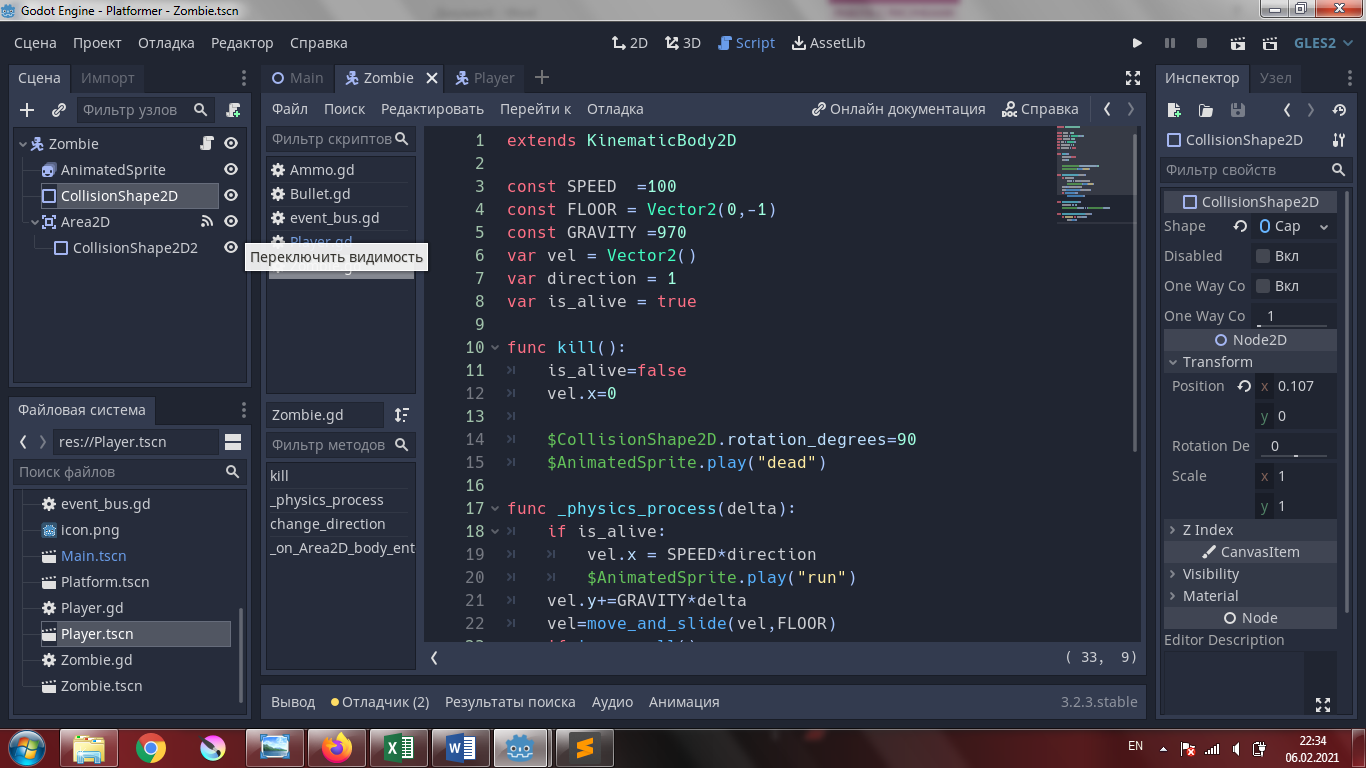 Godot Engine - Platformer - Zombie.tscn
Сцена Проект Отладка Редактор Справка
2D 3D Script AssetLib
GLES2
Сцена Импорт
Фильтр узлов
Zombie
AnimatedSprite
CollisionShape2D
Area2D
CollisionShape2D2
Переключить видимость
Файловая система
res://Player.tscn
Поиск файлов
event_bus.gd
icon.png
Main.tscn
Platform.tscn
Player.gd
Player.tscn
Zombie.gd
Zombie.tscn
Main Zombie Player
Файл Поиск Редактировать Перейти к Отладка Онлайн документация Справка
Фильтр скриптов
Ammo.gd
Bullet.gd
event_bus.gd
Player.gd
Zombie.gd
Фильтр методов
kill
_physics_process
change_direction
_on_Area2D_body_ent
1 extends KinematicBody2D
2
3 const SPEED  =100
4 const FLOOR = Vector2(0,-1)
5 const GRAVITY =970
6 var vel = Vector2()
7 var direction = 1
8 var is_alive = true
9
10 func kill():
11 is_alive=false
12 vel.x=0
13
14 $CollisionShape2D.rotation_degrees=90
15 $AnimatedSprite.play("dead")
16
17 func _physics_process(delta):
18 if is_alive:
19 vel.x = SPEED*direction
20 $AnimatedSprite.play("run")
21 vel.y+=GRAVITY*delta
22 vel=move_and_slide(vel,FLOOR)
( 33, 9)
Вывод Отладчик (2) Результаты поиска Аудио Анимация 3.2.3.stable
Инспектор Узел
CollisionShape2D
Фильтр свойств
CollisionShape2D
Shape Cap
Disabled Вкл
One Way Co Вкл
One Way Co 1
Node2D
Transform
Position x 0.107
y 0
Rotation De 0
Scale x 1
y 1
Z Index
CanvasItem
Visibility
Material
Node
Editor Description
EN 22:34
06.02.2021